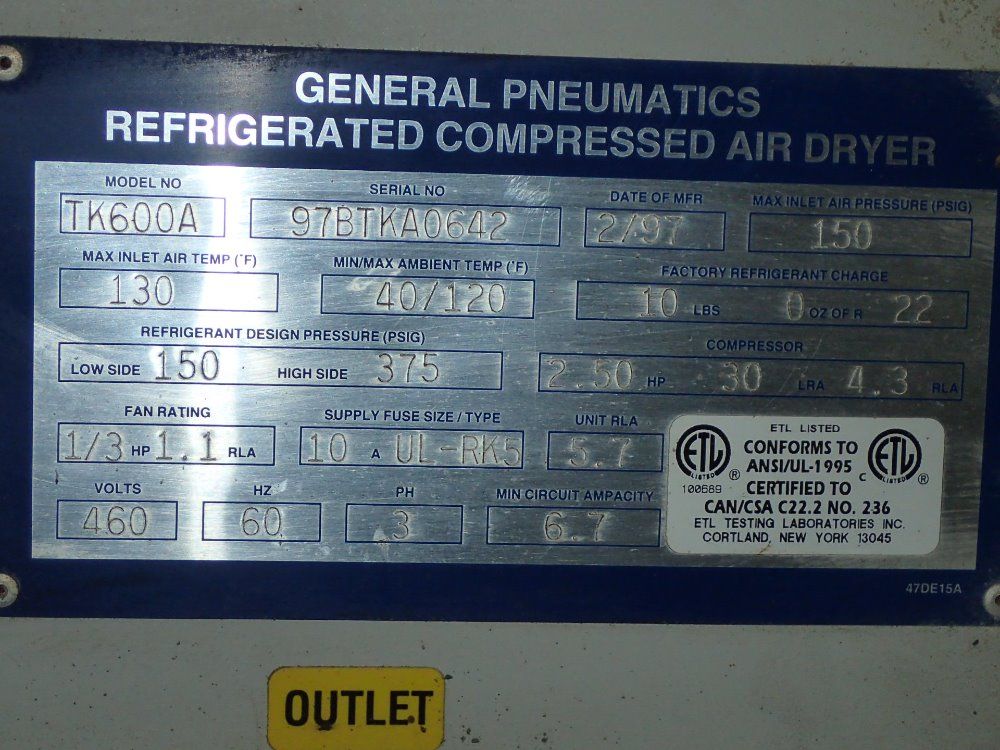 GENERAL PNEUMATICS
REFRIGERATED COMPRESSED AIR DRYER
MODEL NO SERIAL NO DATE OF MFR MAX INLET AIR PRESSURE (PSIG)
TK600A 97BTKA0642 2/97 150
MAX INLET AIR TEMP (°F) MIN/MAX AMBIENT TEMP (°F) FACTORY REFRIGERANT CHARGE
130 40/120 10 LBS 0 OZ OF R 22
REFRIGERANT DESIGN PRESSURE (PSIG) COMPRESSOR
LOW SIDE 150 HIGH SIDE 375 2.50 HP 30 LRA 4.3 RLA
FAN RATING SUPPLY FUSE SIZE / TYPE UNIT RLA
1/3 HP 1.1 RLA 10 A UL-RK5 5.7
VOLTS HZ PH MIN CIRCUIT AMPACITY
460 60 3 6.7
ETL LISTED
CONFORMS TO
ANSI/UL-1995
ETL LISTED ® C ETL LISTED ®
100689 CERTIFIED TO
CAN/CSA C22.2 NO. 236
ETL TESTING LABORATORIES INC.
CORTLAND, NEW YORK 13045
47DE15A
OUTLET